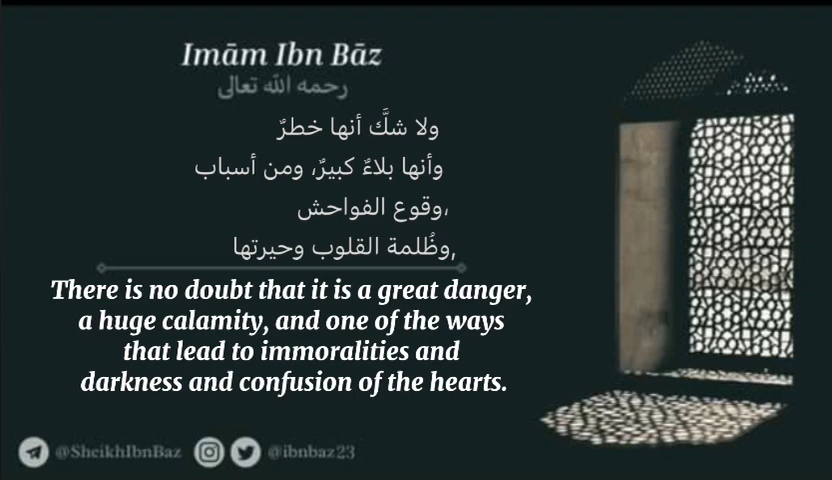 Imām Ibn Bāz
رحمه الله تعالى
ولا شكَّ أنها خطرٌ
وأنها بلاءٌ كبيرٌ، ومن أسباب
وقوع الفواحش،
وظُلمة القلوب وحيرتها,
There is no doubt that it is a great danger,
a huge calamity, and one of the ways
that lead to immoralities and
darkness and confusion of the hearts.
@SheikhIbnBaz @ibnbaz23